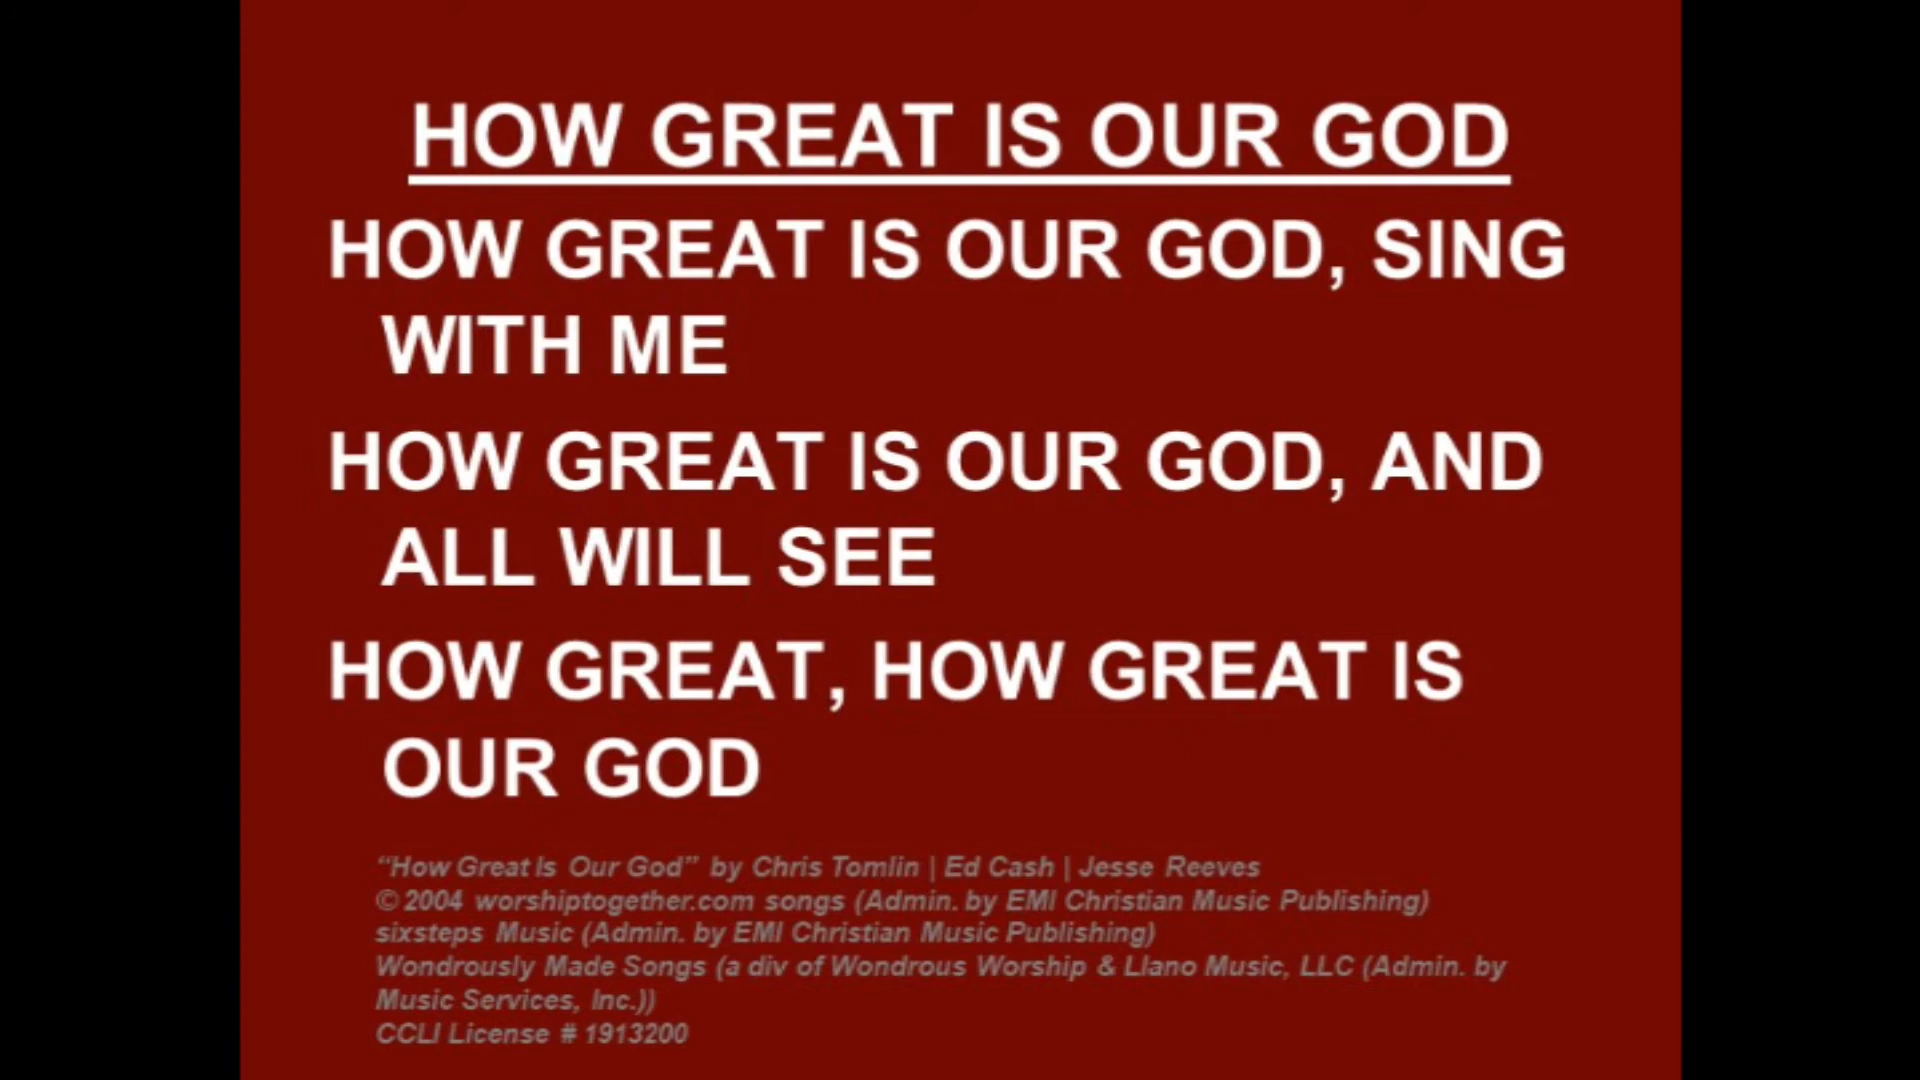 HOW GREAT IS OUR GOD
HOW GREAT IS OUR GOD, SING
WITH ME
HOW GREAT IS OUR GOD, AND
ALL WILL SEE
HOW GREAT, HOW GREAT IS
OUR GOD
“How Great Is Our God” by Chris Tomlin | Ed Cash | Jesse Reeves
© 2004 worshiptogether.com songs (Admin. by EMI Christian Music Publishing)
sixsteps Music (Admin. by EMI Christian Music Publishing)
Wondrously Made Songs (a div of Wondrous Worship & Llano Music, LLC (Admin. by
Music Services, Inc.))
CCLI License # 1913200